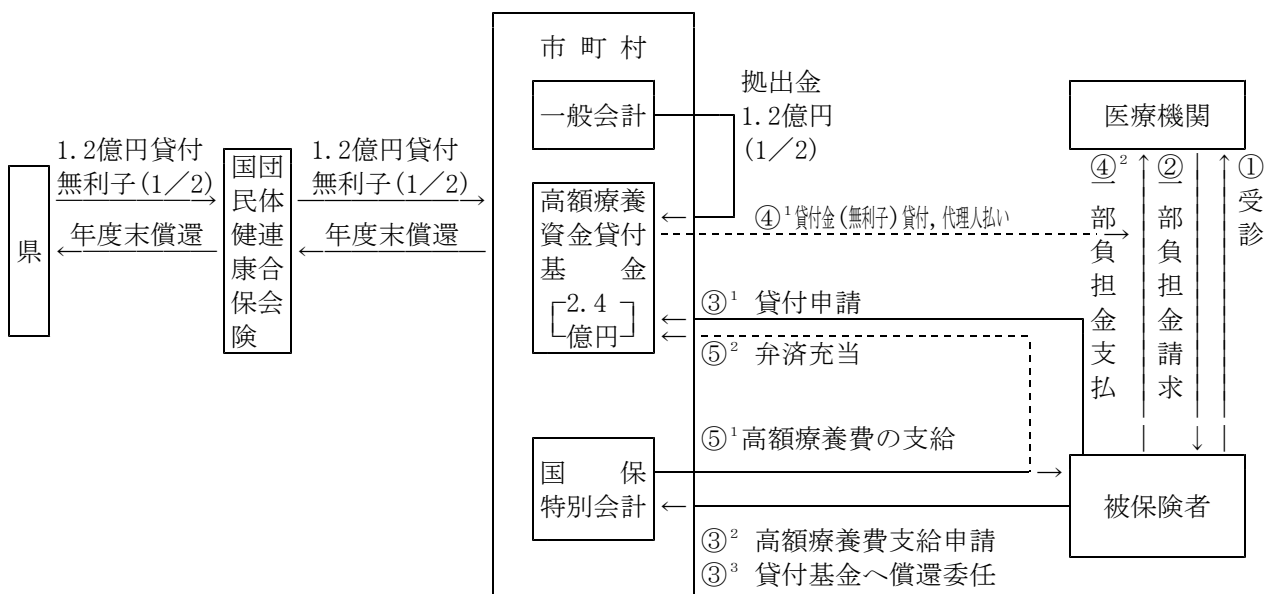 市町村
一般会計
拠出金
1.2億円
(1／2)
医療機関
1.2億円貸付
無利子(1／2)
年度末償還
県
国民健康保険
団体連合会
1.2億円貸付
無利子(1／2)
年度末償還
高額療養
資金貸付
基金
2.4
億円
④¹貸付金(無利子)貸付,代理人払い
③¹ 貸付申請
⑤² 弁済充当
⑤¹高額療養費の支給
国保
特別会計
③² 高額療養費支給申請
③³ 貸付基金へ償還委任
④²一部負担金支払
②一部負担金請求
①受診
被保険者